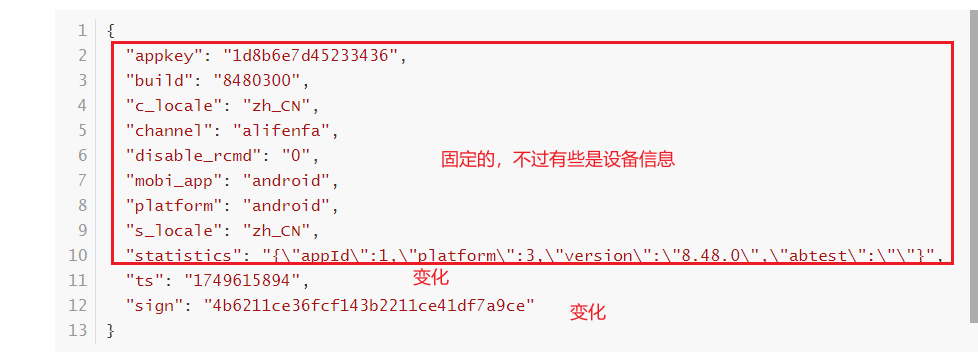 1 {
2 "appkey": "1d8b6e7d45233436",
3 "build": "8480300",
4 "c_locale": "zh_CN",
5 "channel": "alifenfa",
6 "disable_rcmd": "0",
固定的，不过有些是设备信息
7 "mobi_app": "android",
8 "platform": "android",
9 "s_locale": "zh_CN",
10 "statistics": "{\"appId\":1,\"platform\":3,\"version\":\"8.48.0\",\"abtest\":\"\"}",
11 "ts": "1749615894",
变化
12 "sign": "4b6211ce36fcf143b2211ce41df7a9ce"
变化
13 }